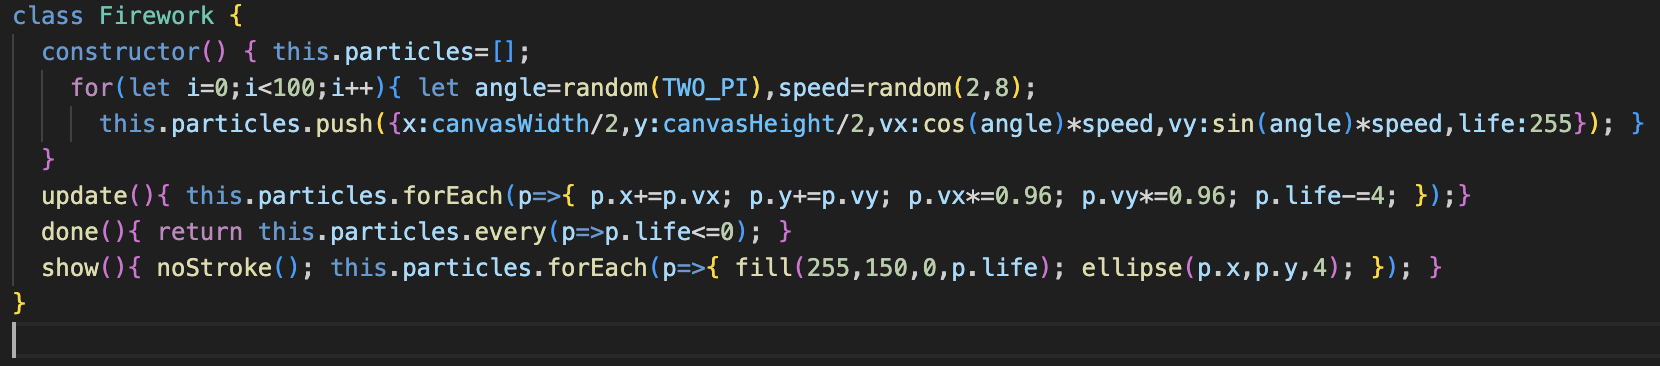 class Firework {
  constructor() { this.particles=[];
    for(let i=0;i<100;i++){ let angle=random(TWO_PI),speed=random(2,8);
      this.particles.push({x:canvasWidth/2,y:canvasHeight/2,vx:cos(angle)*speed,vy:sin(angle)*speed,life:255}); }
  }
  update(){ this.particles.forEach(p=>{ p.x+=p.vx; p.y+=p.vy; p.vx*=0.96; p.vy*=0.96; p.life-=4; });}
  done(){ return this.particles.every(p=>p.life<=0); }
  show(){ noStroke(); this.particles.forEach(p=>{ fill(255,150,0,p.life); ellipse(p.x,p.y,4); }); }
}